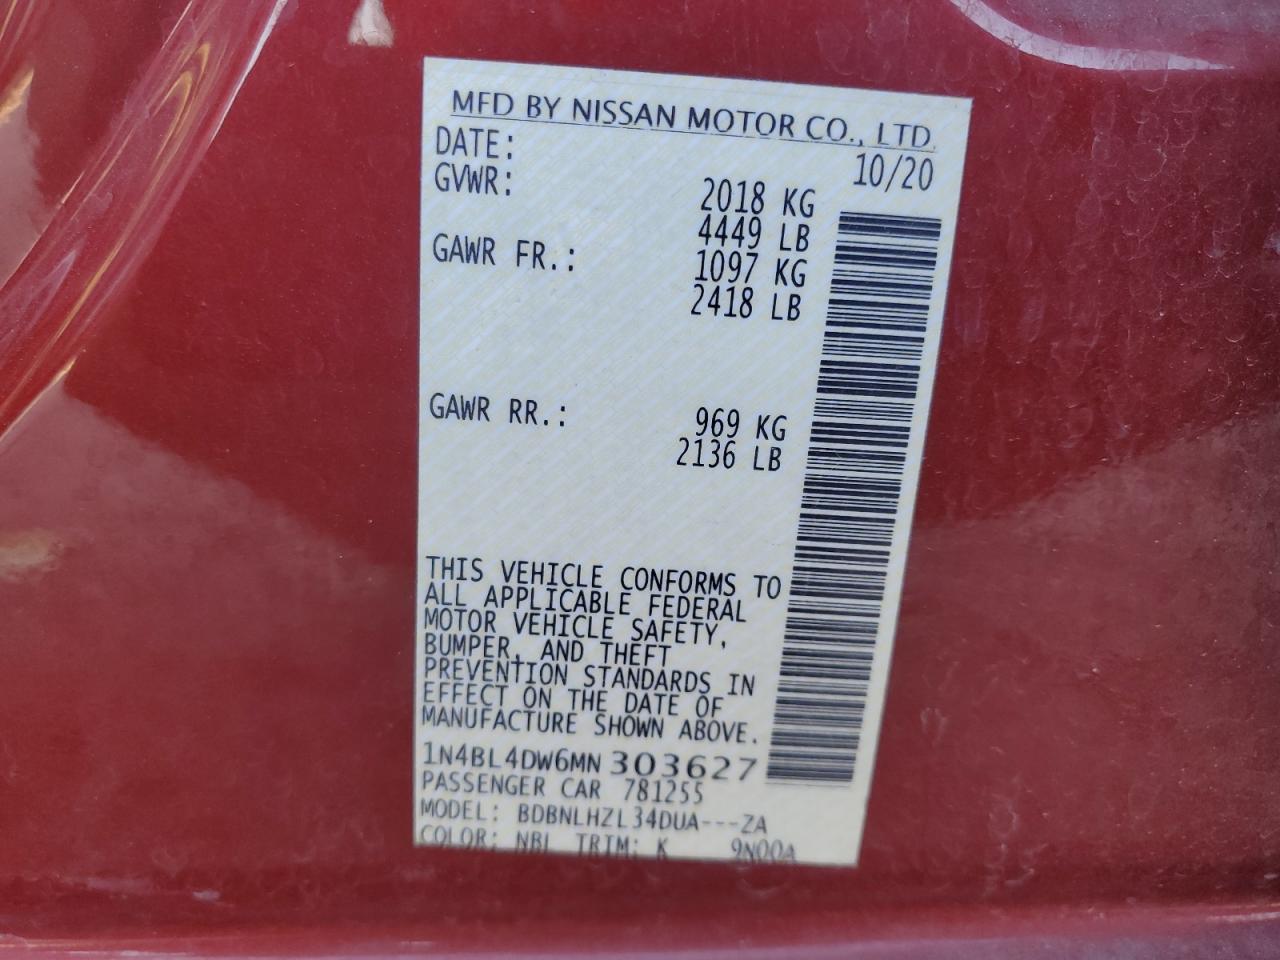 MFD BY NISSAN MOTOR CO., LTD.
DATE: 10/20
GVWR: 2018 KG
4449 LB
GAWR FR.: 1097 KG
2418 LB
GAWR RR.: 969 KG
2136 LB
THIS VEHICLE CONFORMS TO
ALL APPLICABLE FEDERAL
MOTOR VEHICLE SAFETY,
BUMPER, AND THEFT
PREVENTION STANDARDS IN
EFFECT ON THE DATE OF
MANUFACTURE SHOWN ABOVE.
1N4BL4DW6MN303627
PASSENGER CAR 781255
MODEL: BDBNLHZL34DUA---ZA
COLOR: NBL TRIM: K 9N00A